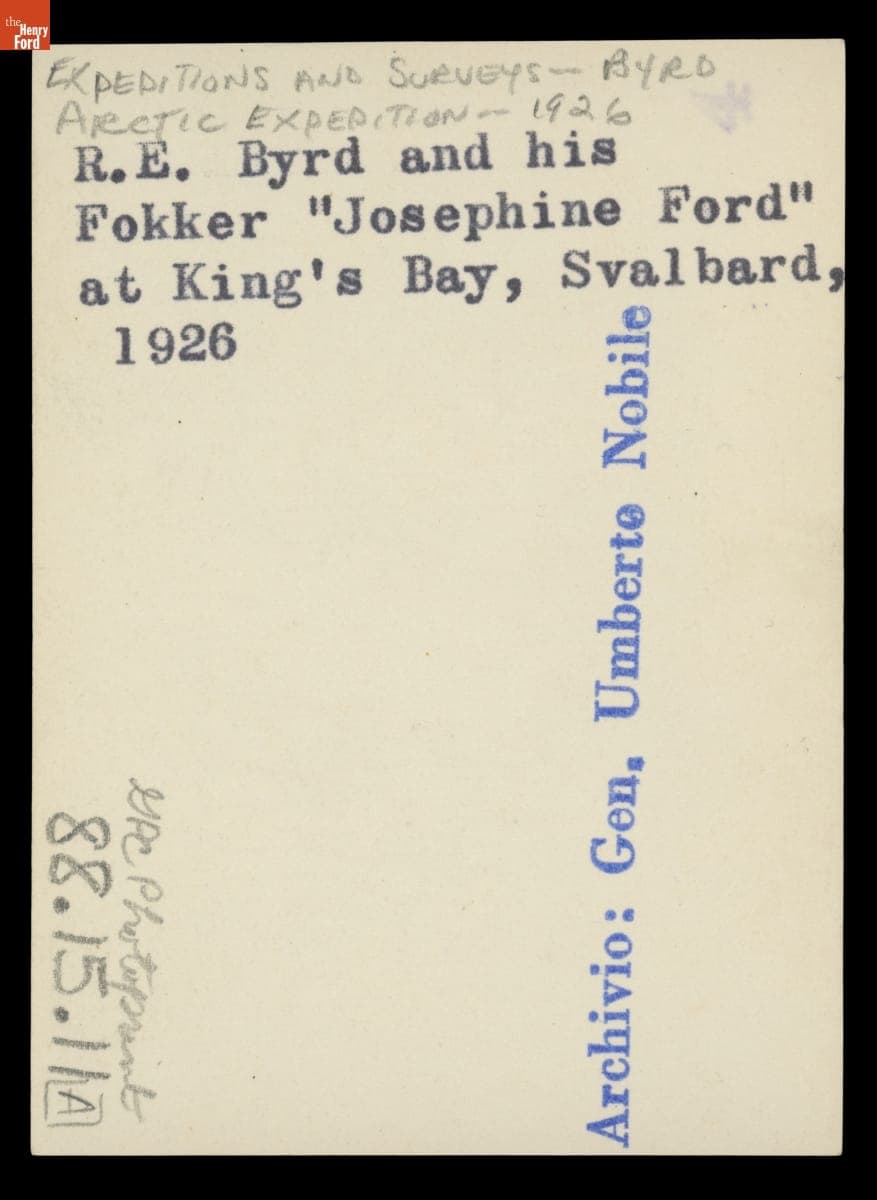 the
Henry
Ford
EXPEDITIONS AND SURVEYS - BYRD
ARCTIC EXPEDITION - 1926
R.E. Byrd and his
Fokker "Josephine Ford"
at King's Bay, Svalbard,
1926
Archivio: Gen. Umberto Nobile
Photoprint
88.15.11A